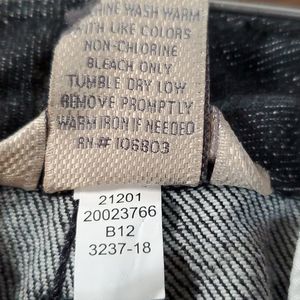 WASH WARM
WITH LIKE COLORS
NON-CHLORINE
BLEACH ONLY
TUMBLE DRY LOW
REMOVE PROMPTLY
WARM IRON IF NEEDED
RN# 106803
21201
20023766
B12
3237-18